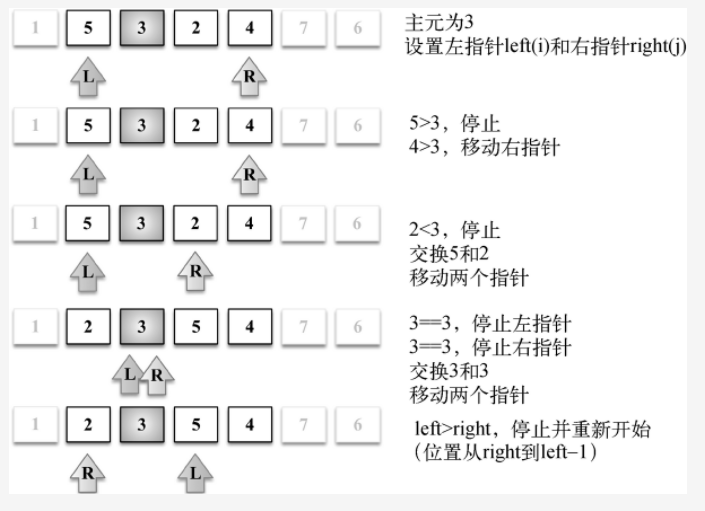 1 5 3 2 4 7 6
主元为3
设置左指针left(i)和右指针right(j)
L R
1 5 3 2 4 7 6
5>3，停止
4>3，移动右指针
L R
1 5 3 2 4 7 6
2<3，停止
交换5和2
移动两个指针
L R
1 2 3 5 4 7 6
3==3，停止左指针
3==3，停止右指针
交换3和3
移动两个指针
L R
1 2 3 5 4 7 6
left>right，停止并重新开始
（位置从right到left−1）
R L